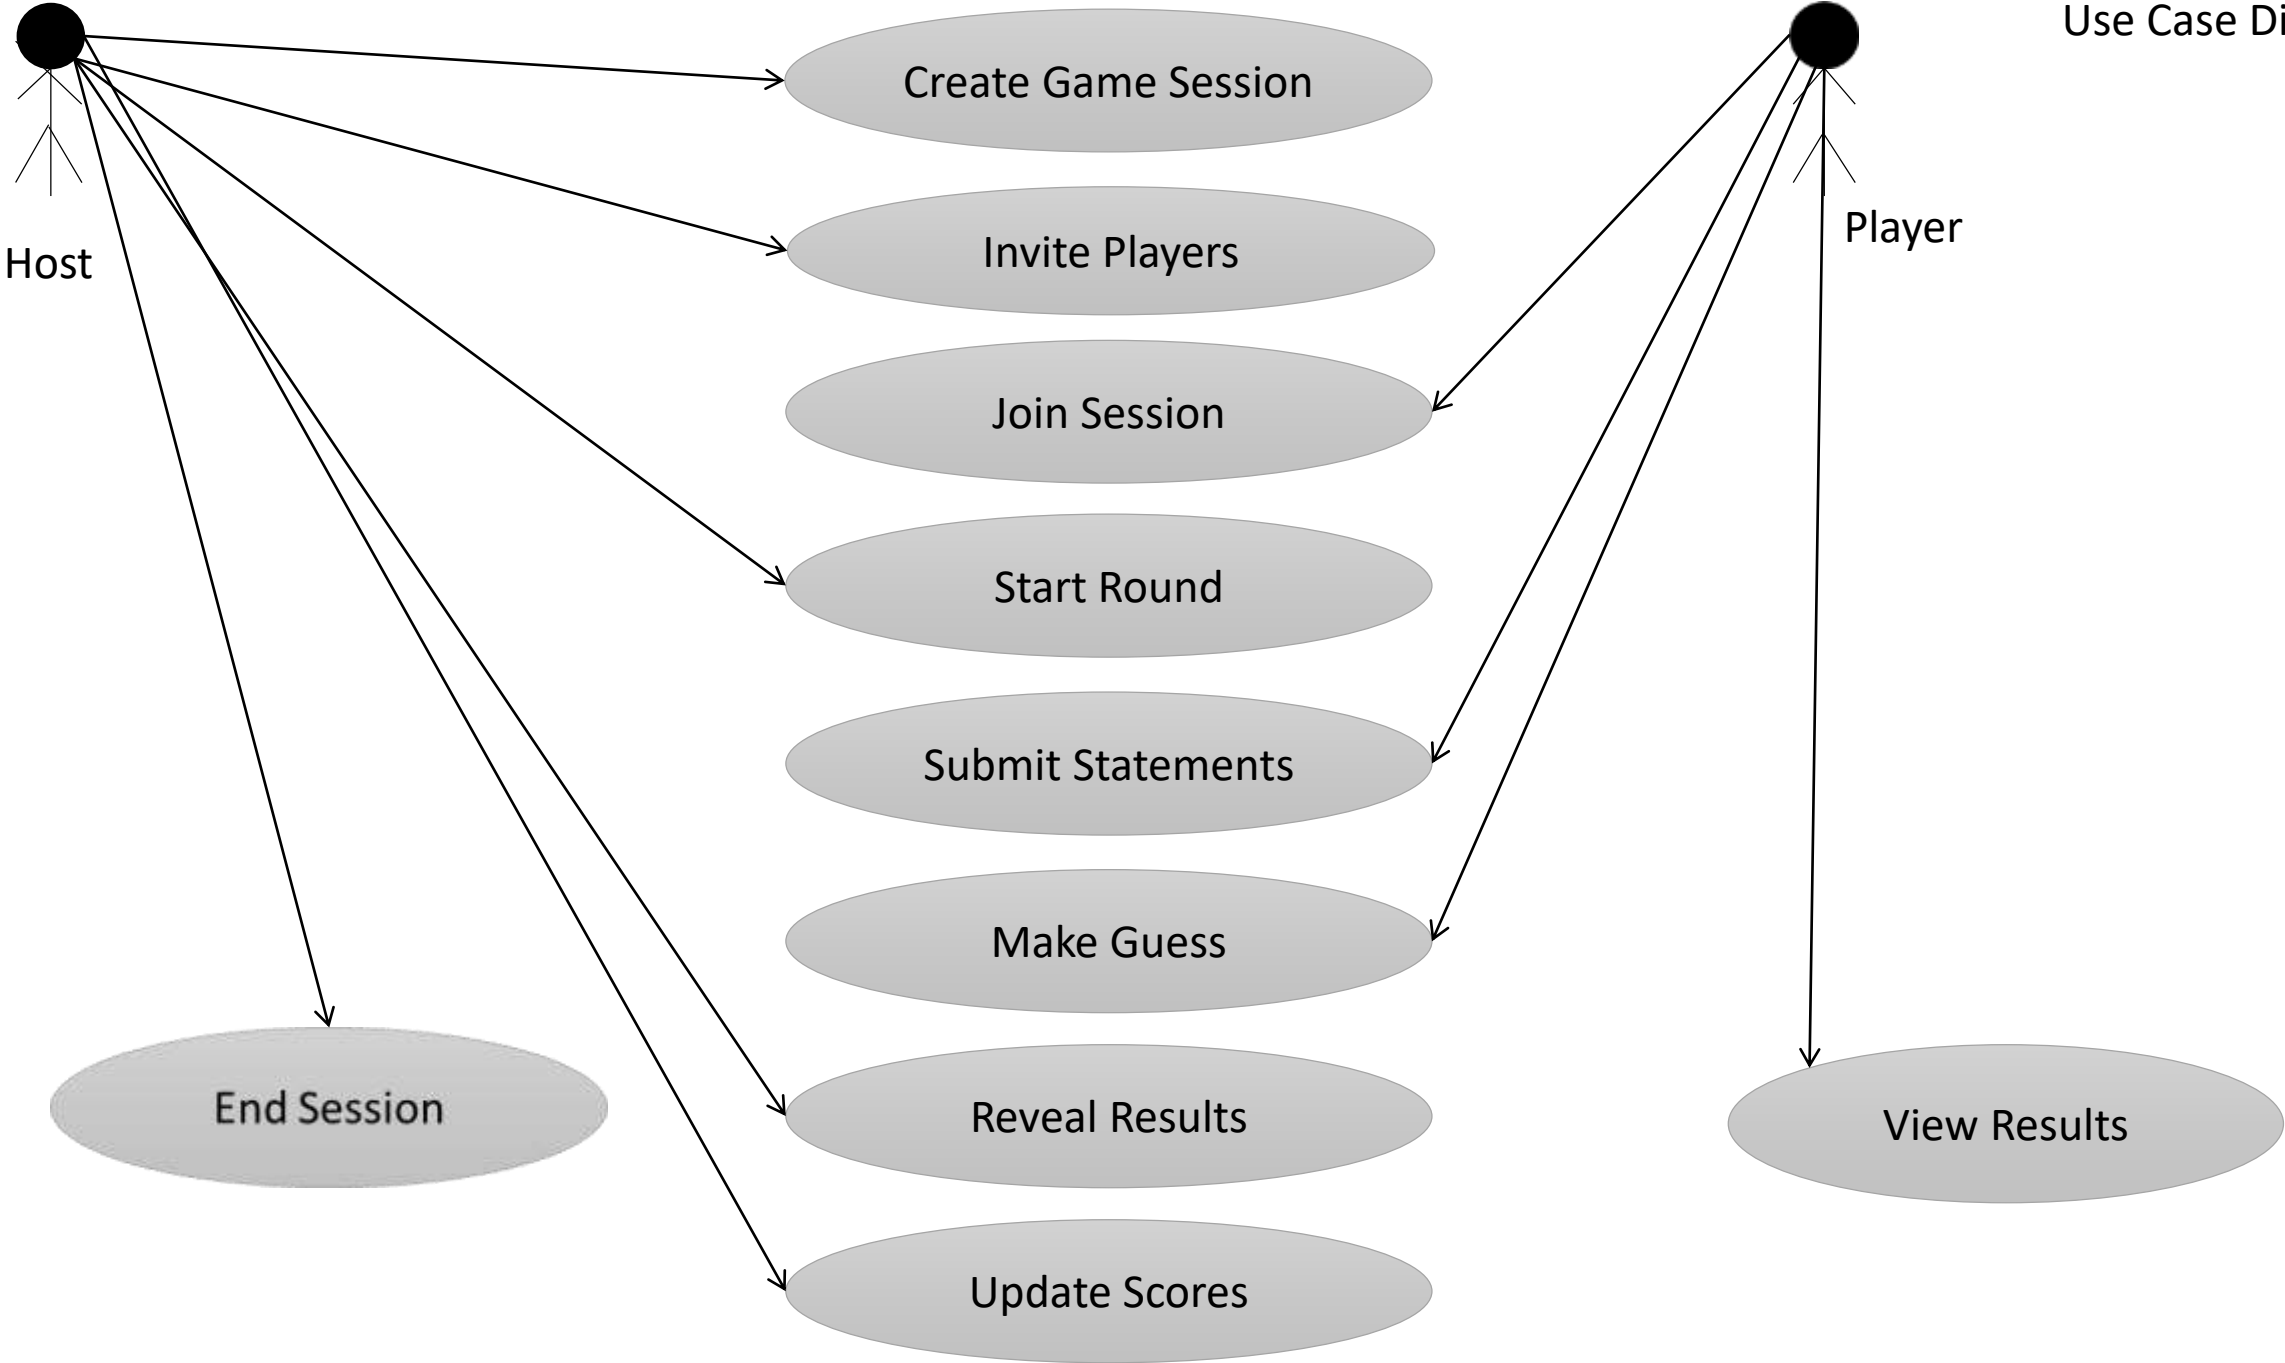 Use Case Di
Create Game Session
Player
Invite Players
Host
Join Session
Start Round
Submit Statements
Make Guess
End Session
Reveal Results
View Results
Update Scores